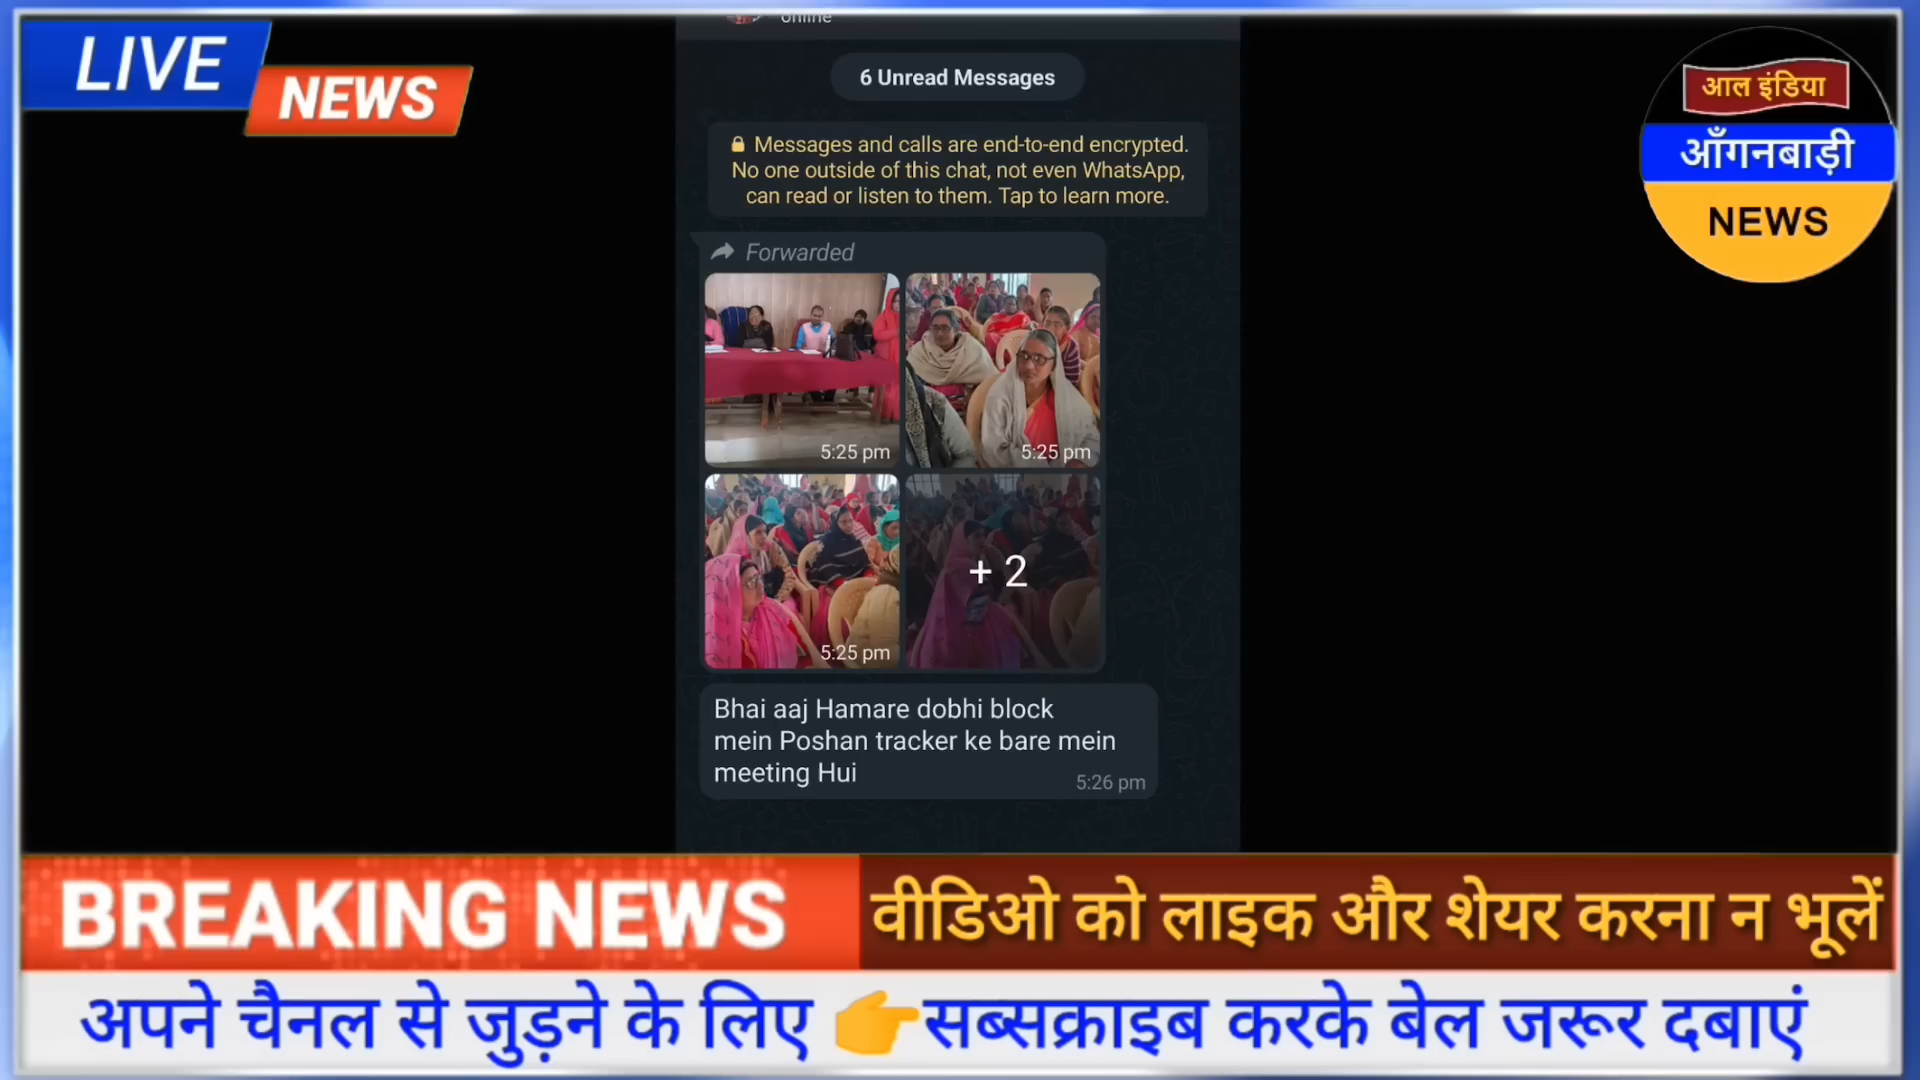 LIVE
NEWS
आल इंडिया
आँगनबाड़ी
NEWS
online
6 Unread Messages
Messages and calls are end-to-end encrypted.
No one outside of this chat, not even WhatsApp,
can read or listen to them. Tap to learn more.
Forwarded
5:25 pm
5:25 pm
5:25 pm
+ 2
Bhai aaj Hamare dobhi block
mein Poshan tracker ke bare mein
meeting Hui
5:26 pm
BREAKING NEWS
वीडिओ को लाइक और शेयर करना न भूलें
अपने चैनल से जुड़ने के लिए 👉सब्सक्राइब करके बेल जरूर दबाएं